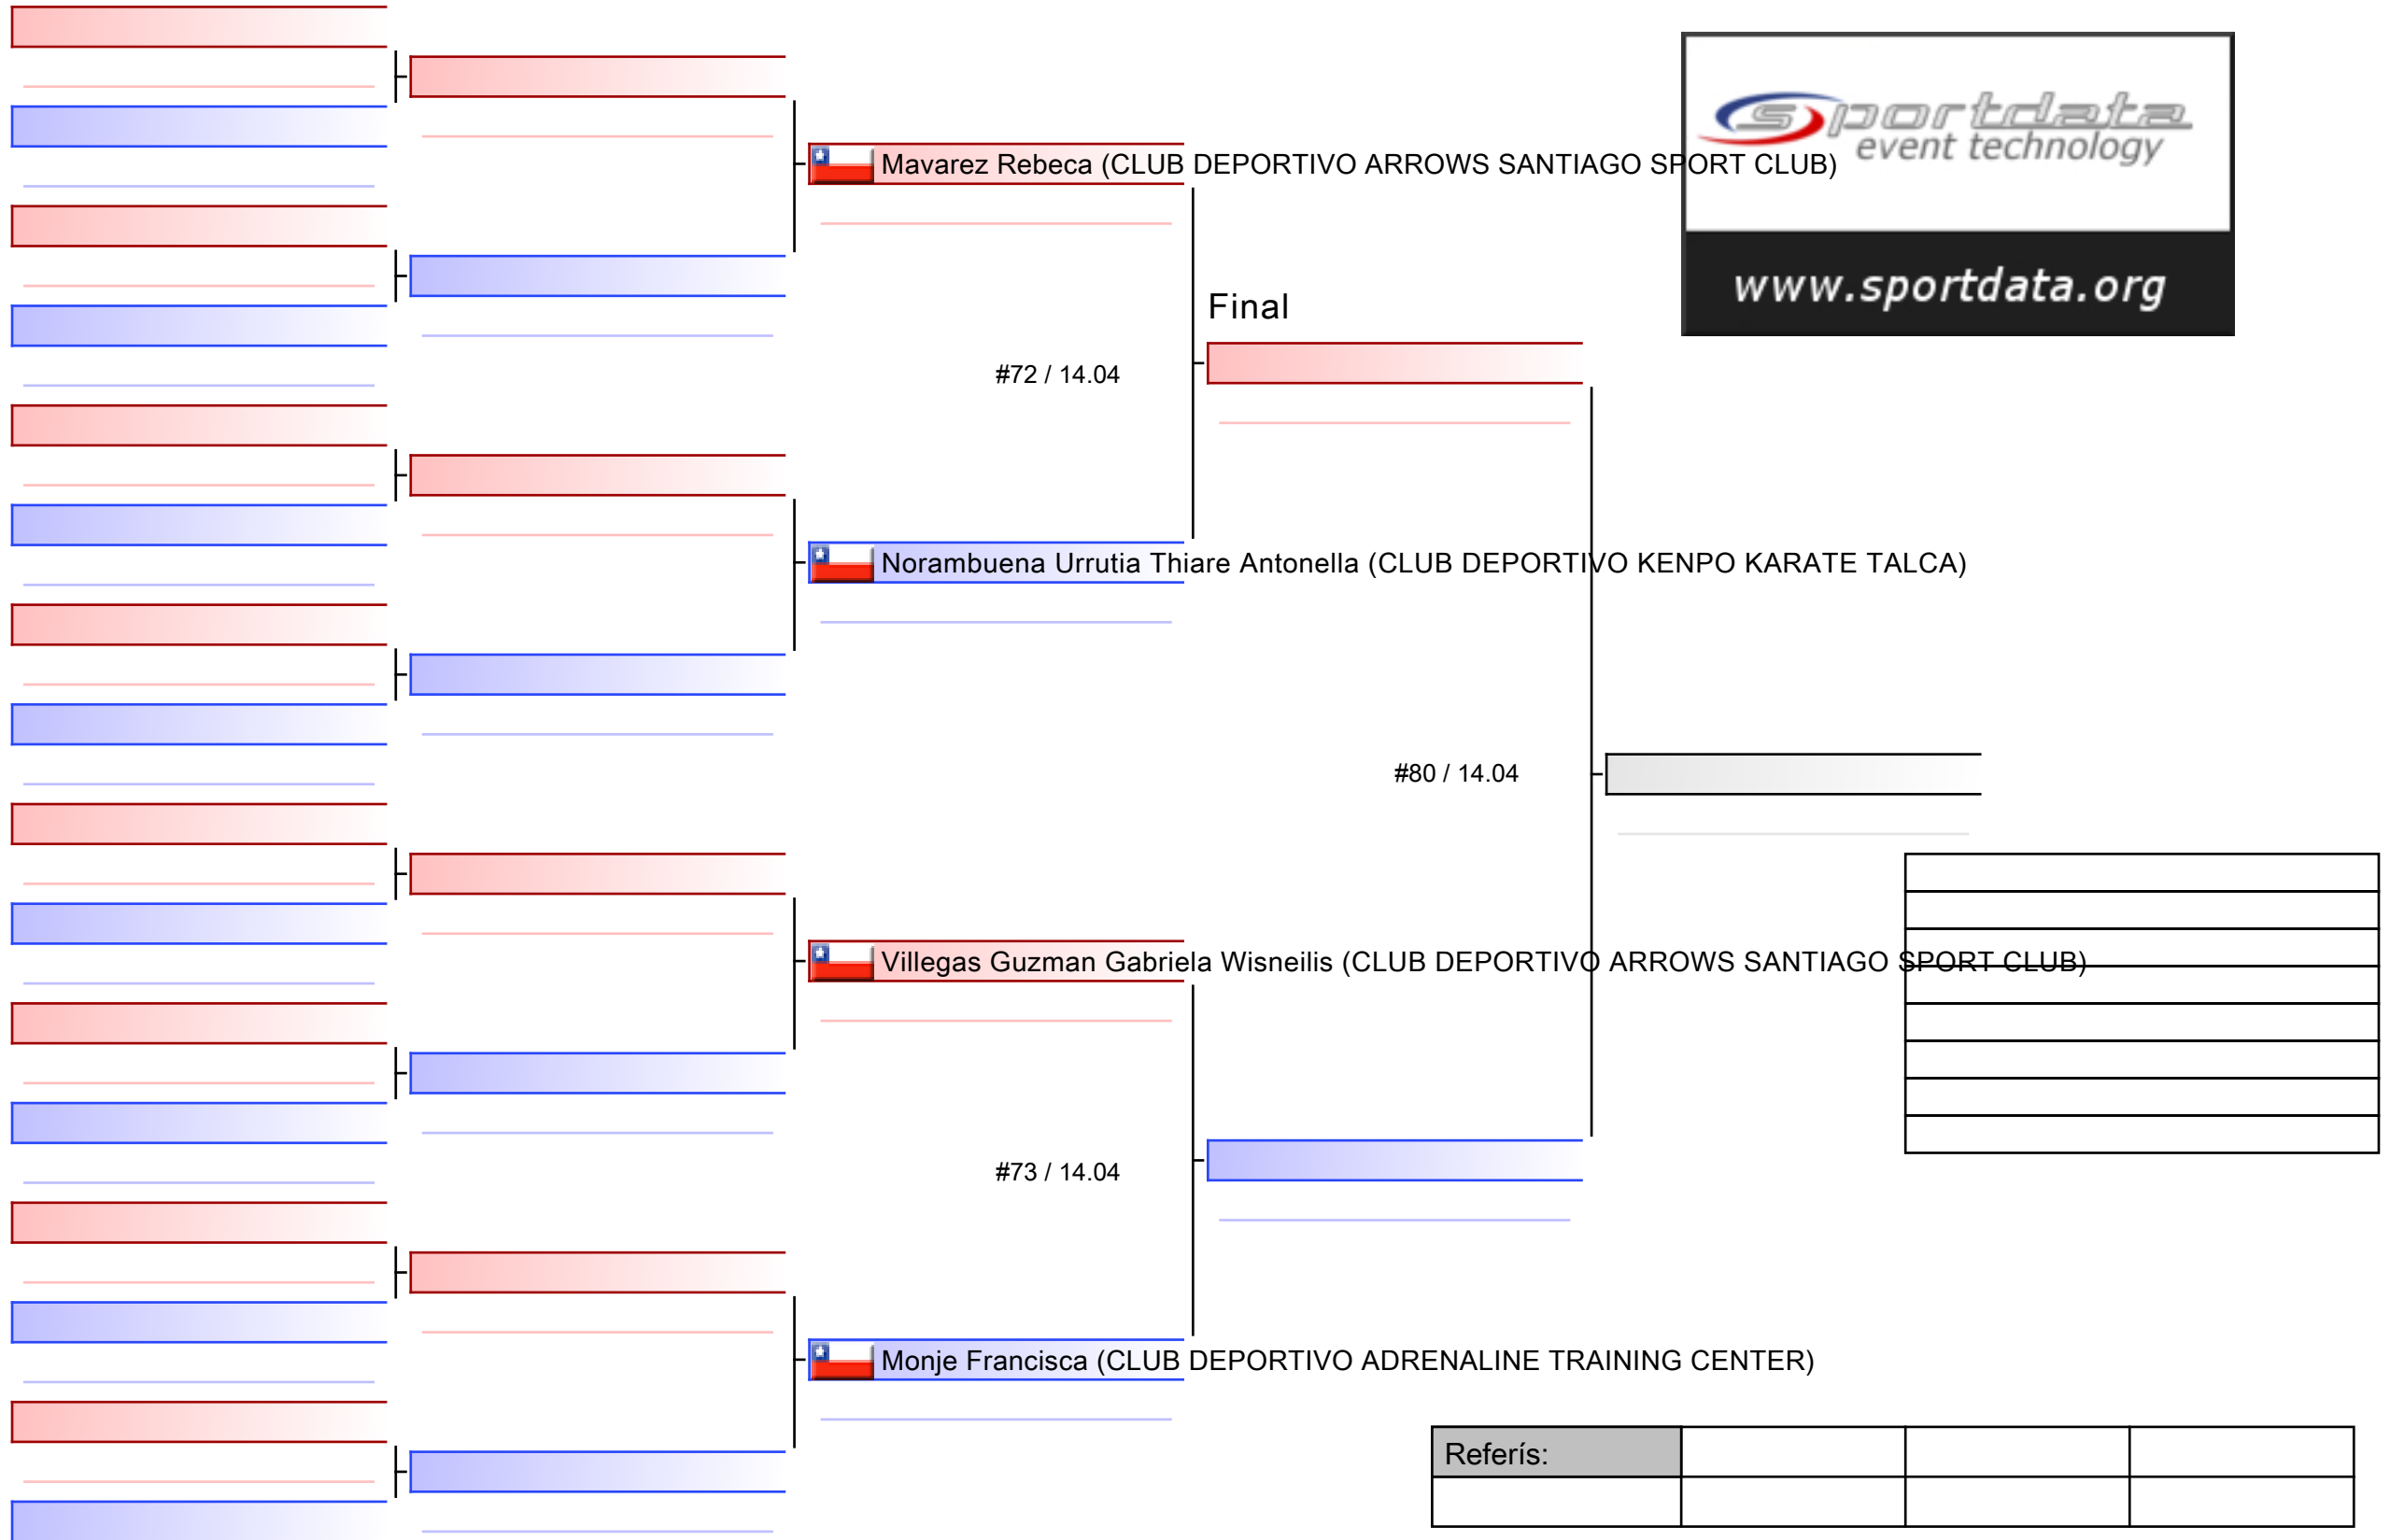 sportdata
event technology
www.sportdata.org
Mavarez Rebeca (CLUB DEPORTIVO ARROWS SANTIAGO SPORT CLUB)
Final
#72 / 14.04
Norambuena Urrutia Thiare Antonella (CLUB DEPORTIVO KENPO KARATE TALCA)
#80 / 14.04
Villegas Guzman Gabriela Wisneilis (CLUB DEPORTIVO ARROWS SANTIAGO SPORT CLUB)
#73 / 14.04
Monje Francisca (CLUB DEPORTIVO ADRENALINE TRAINING CENTER)
Referís: